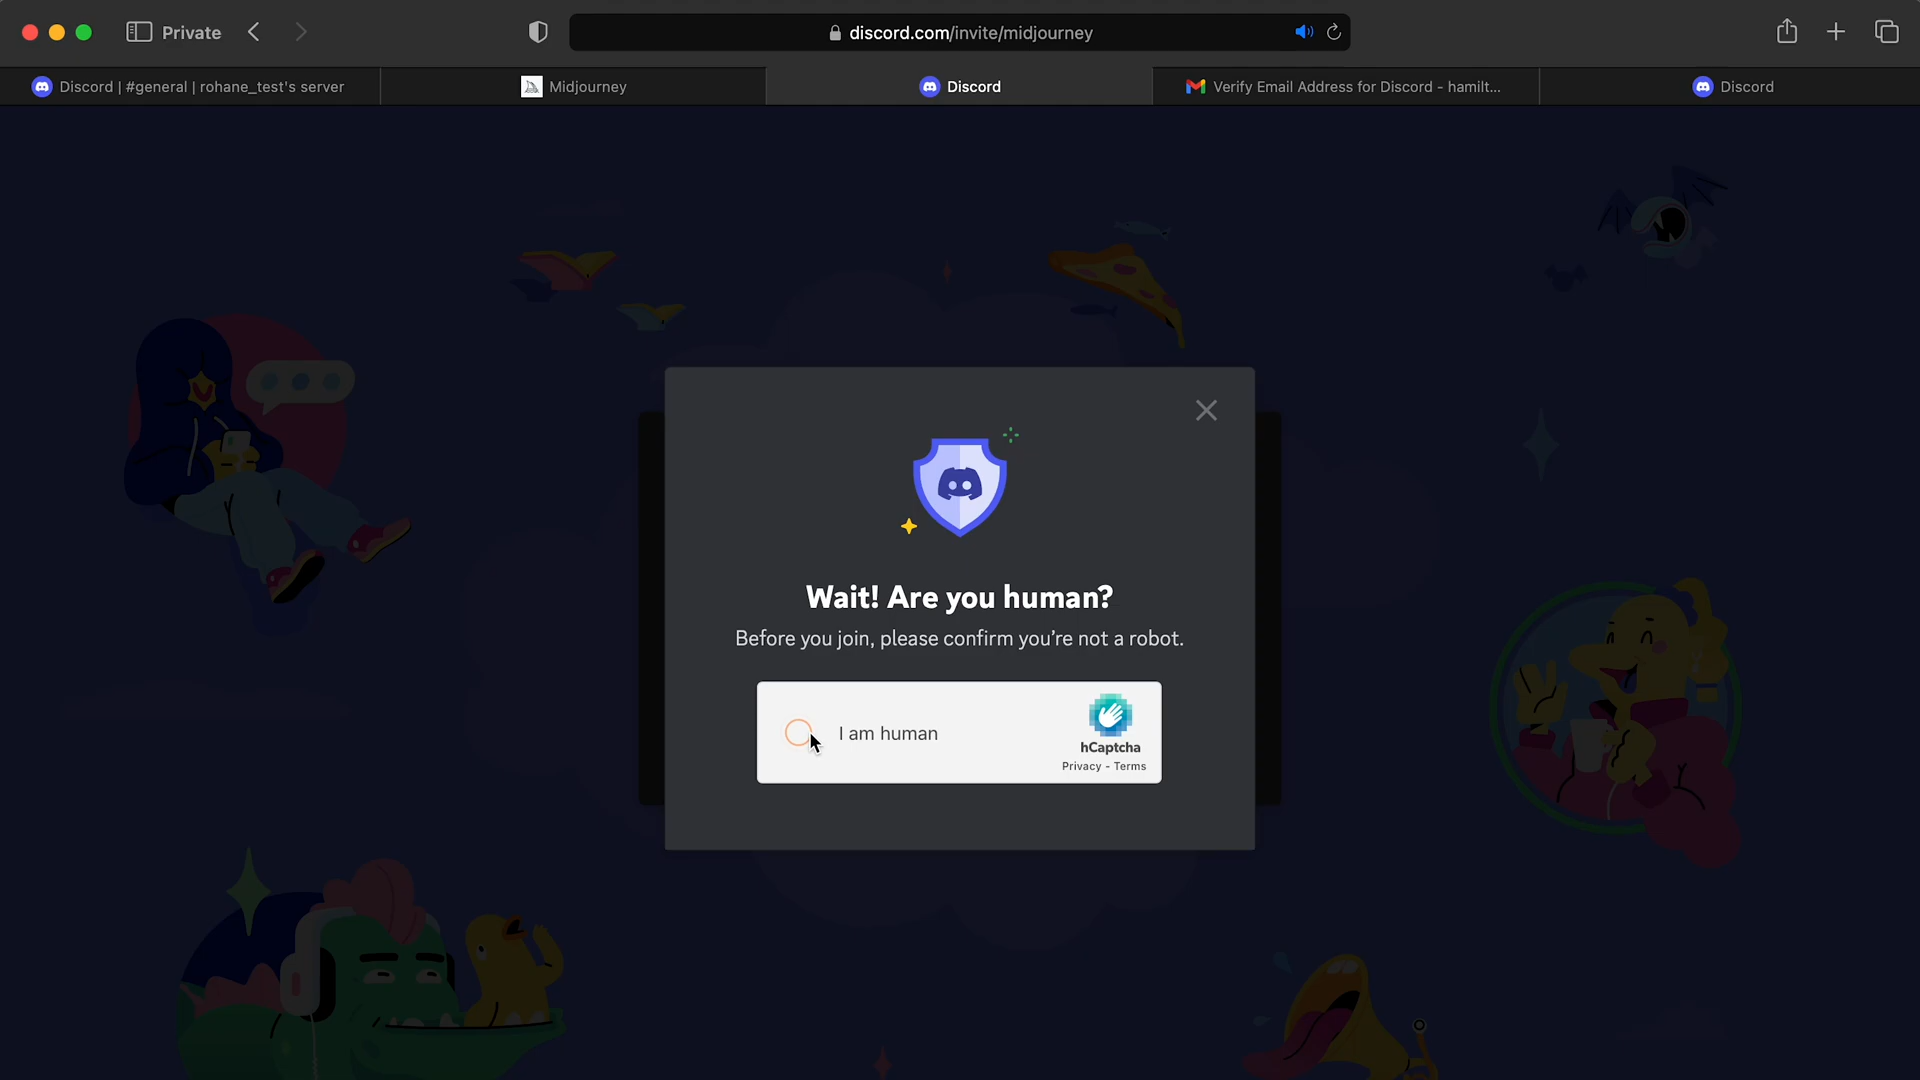 Private
discord.com/invite/midjourney
Discord | #general | rohane_test's server
Midjourney
Discord
Verify Email Address for Discord - hamilt...
Discord
Wait! Are you human?
Before you join, please confirm you're not a robot.
I am human
hCaptcha
Privacy - Terms